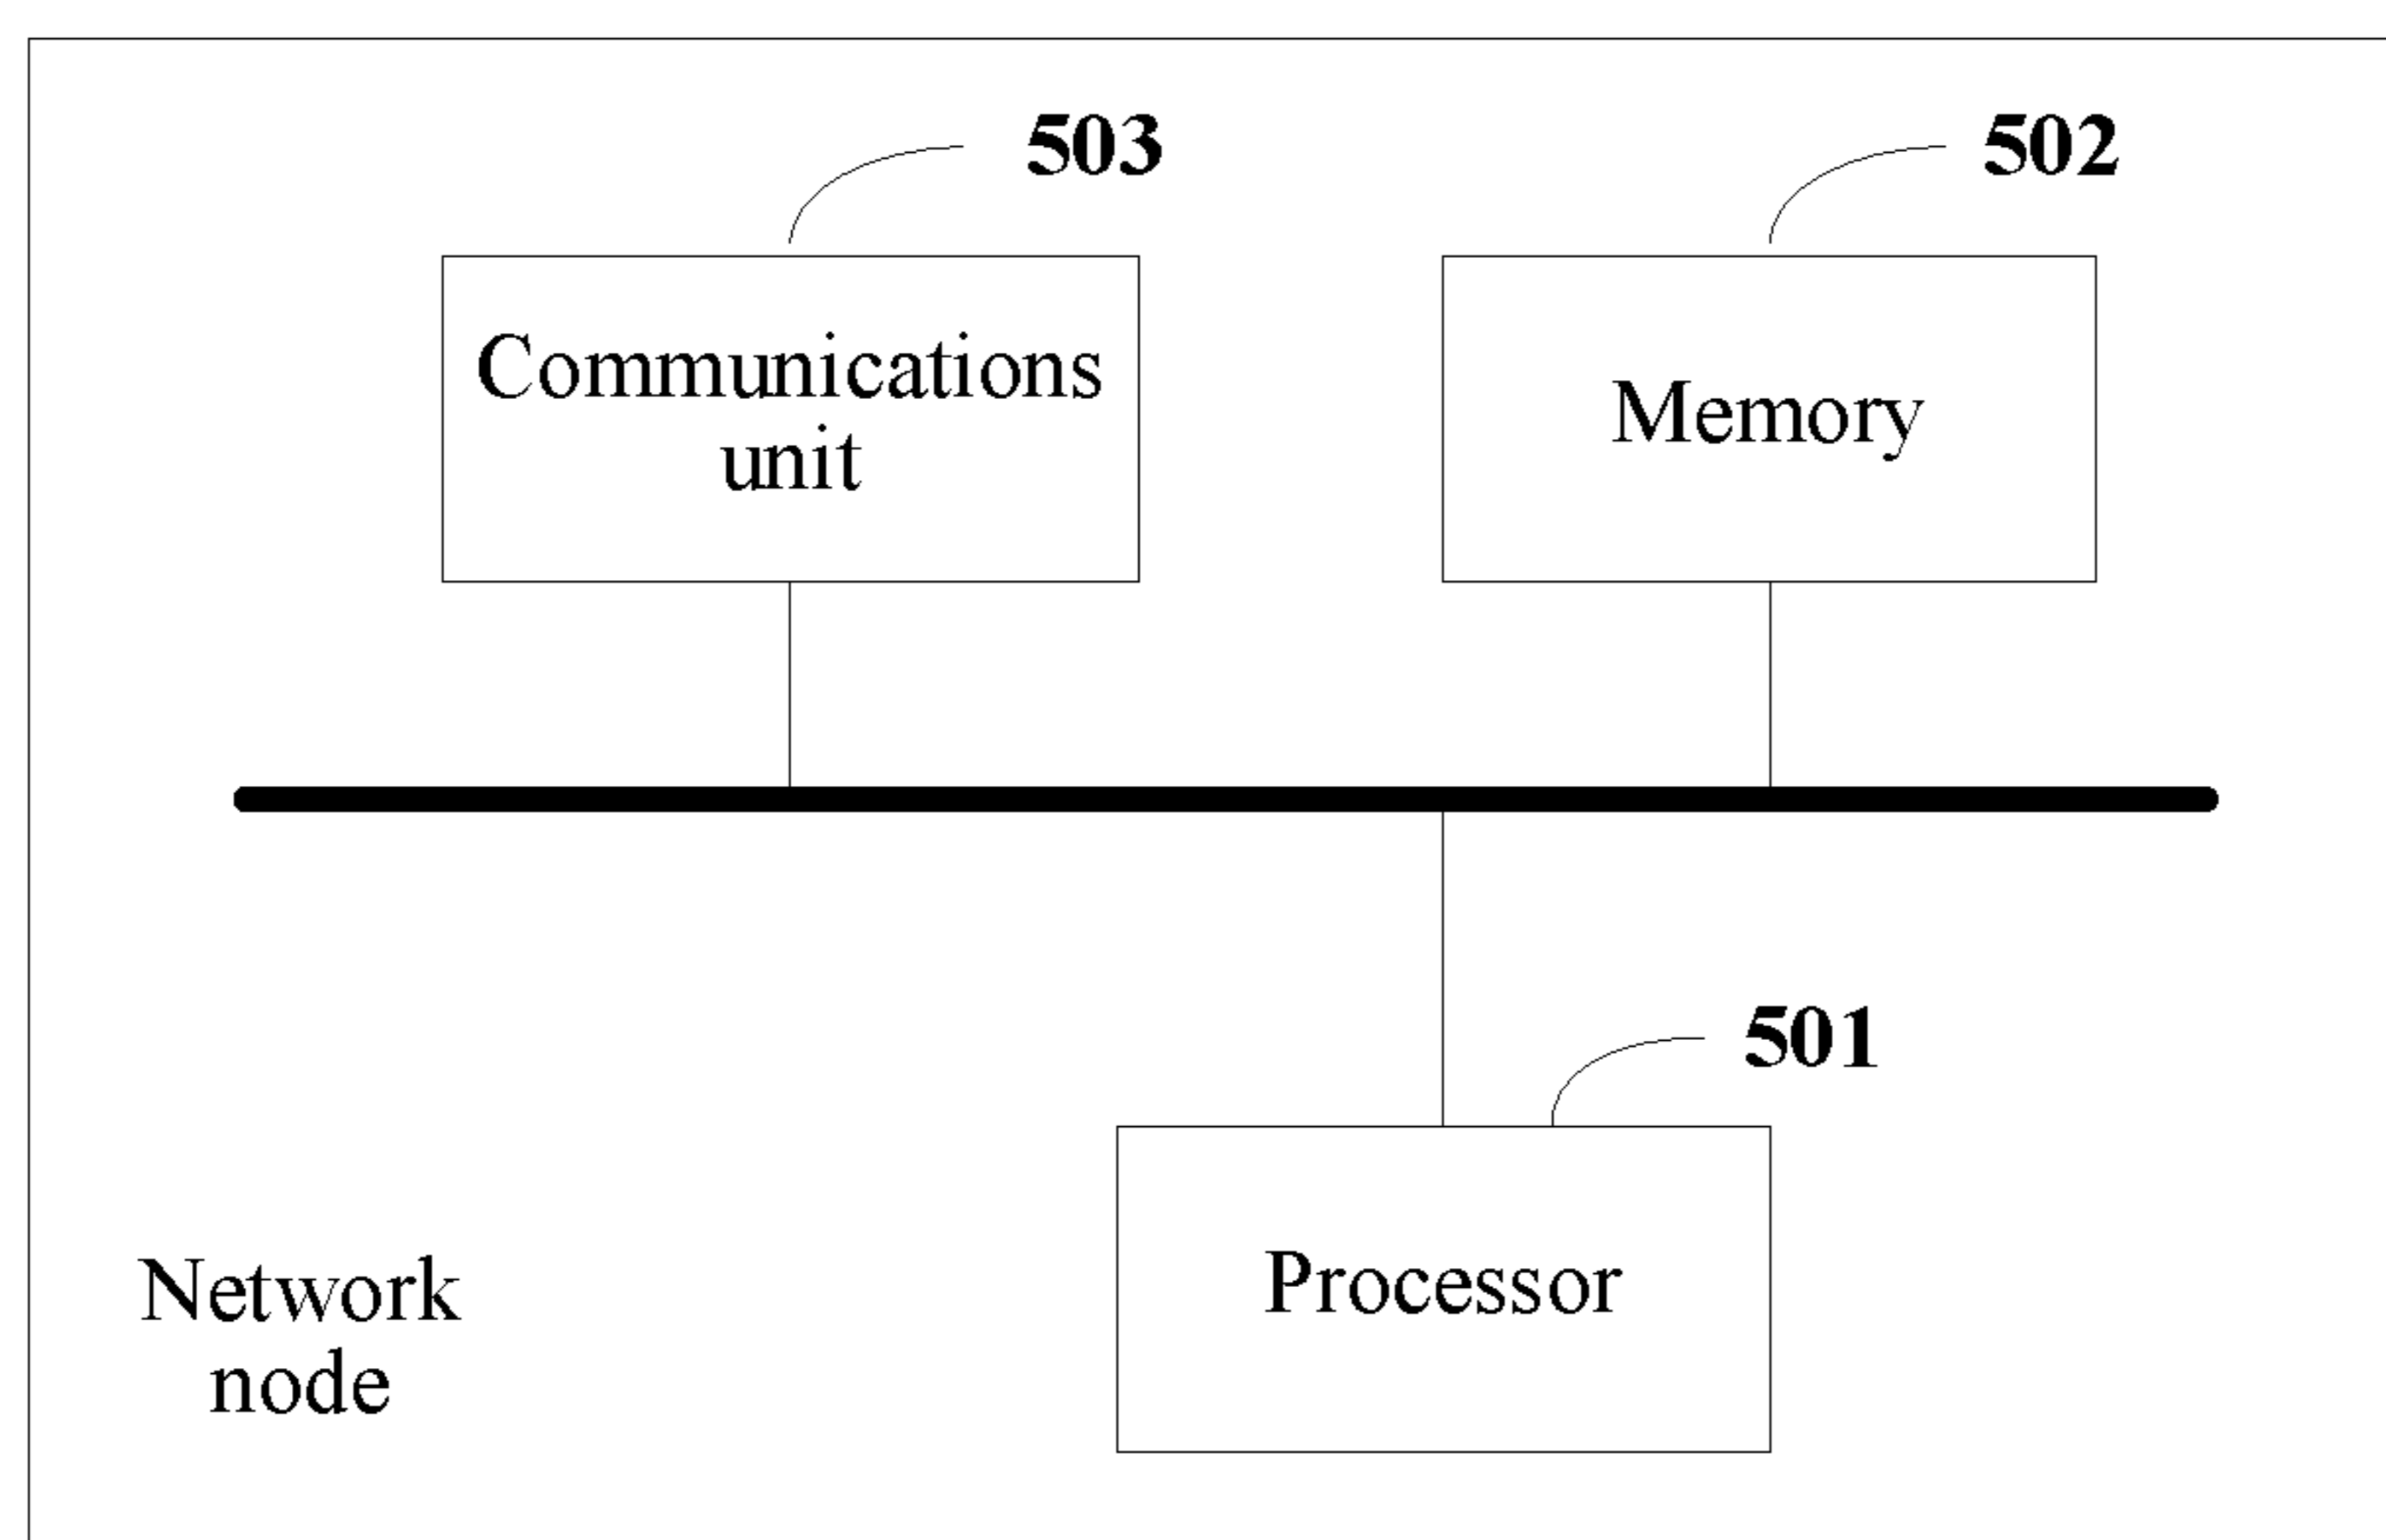 503
502
Communications
unit
Memory
501
Processor
Network
node